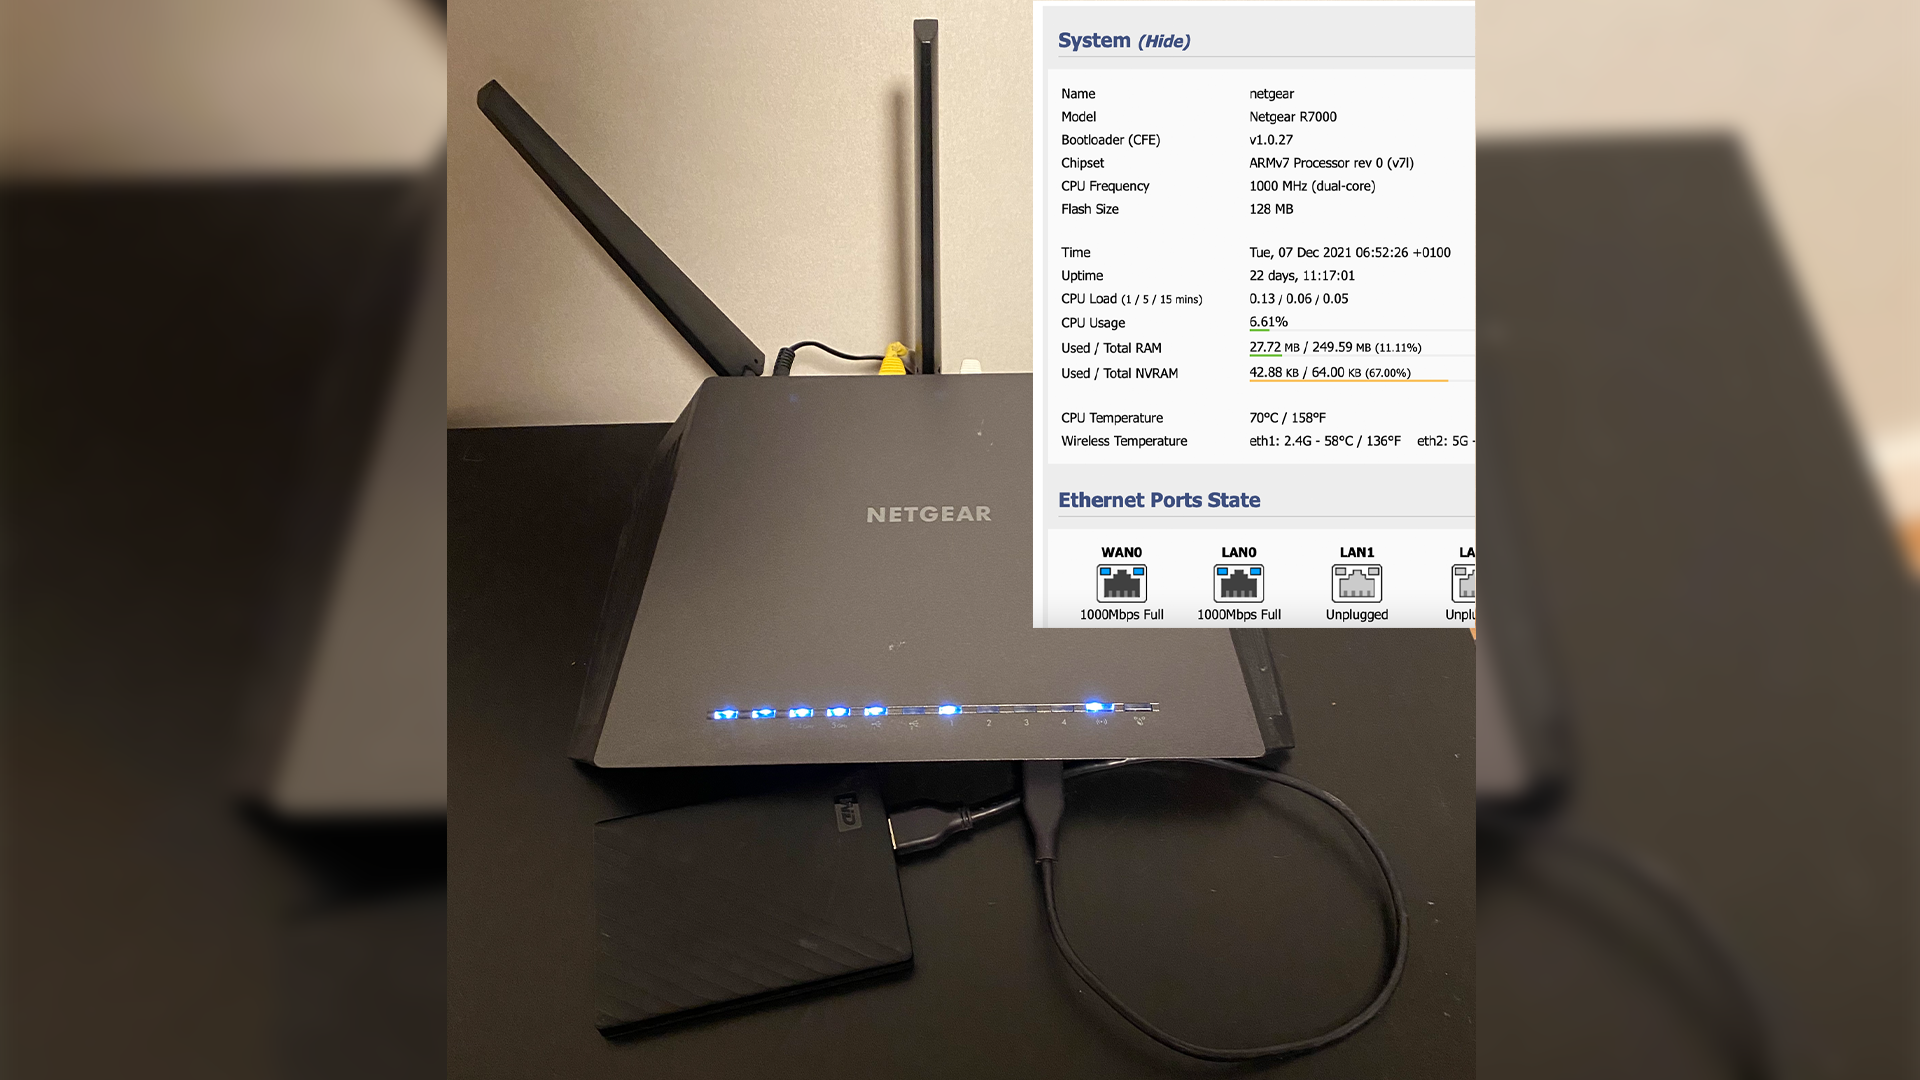 System (Hide)
Name netgear
Model Netgear R7000
Bootloader (CFE) v1.0.27
Chipset ARMv7 Processor rev 0 (v7l)
CPU Frequency 1000 MHz (dual-core)
Flash Size 128 MB
Time Tue, 07 Dec 2021 06:52:26 +0100
Uptime 22 days, 11:17:01
CPU Load (1 / 5 / 15 mins) 0.13 / 0.06 / 0.05
CPU Usage 6.61%
Used / Total RAM 27.72 MB / 249.59 MB (11.11%)
Used / Total NVRAM 42.88 KB / 64.00 KB (67.00%)
CPU Temperature 70°C / 158°F
Wireless Temperature eth1: 2.4G - 58°C / 136°F eth2: 5G -
Ethernet Ports State
WAN0 LAN0 LAN1
1000Mbps Full 1000Mbps Full Unplugged
NETGEAR
1 2 3 4
WD